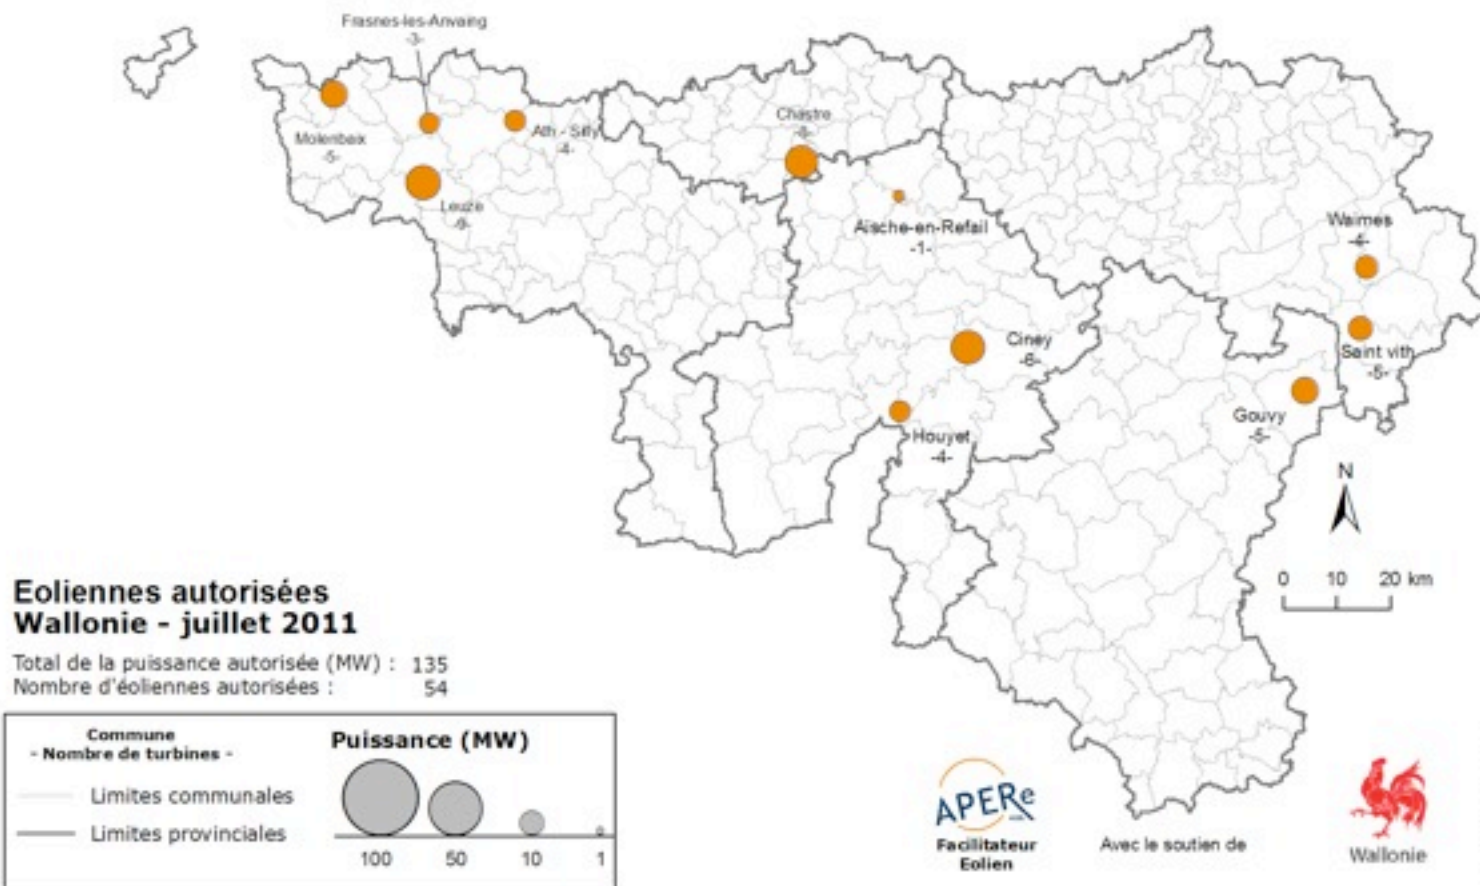 Frasnes-les-Anvaing
-3-
Molenbaix
-5-
Ath - Silly
-4-
Leuze
-9-
Chastre
-8-
Aische-en-Refail
-1-
Waimes
-4-
Ciney
-6-
Saint vith
-5-
Gouvy
-5-
Houyet
-4-
N
0 10 20 km
Eoliennes autorisées
Wallonie - juillet 2011
Total de la puissance autorisée (MW) : 135
Nombre d'éoliennes autorisées : 54
Commune
- Nombre de turbines -
Limites communales
Limites provinciales
Puissance (MW)
100 50 10 1
APERe
Facilitateur
Eolien
Avec le soutien de
Wallonie